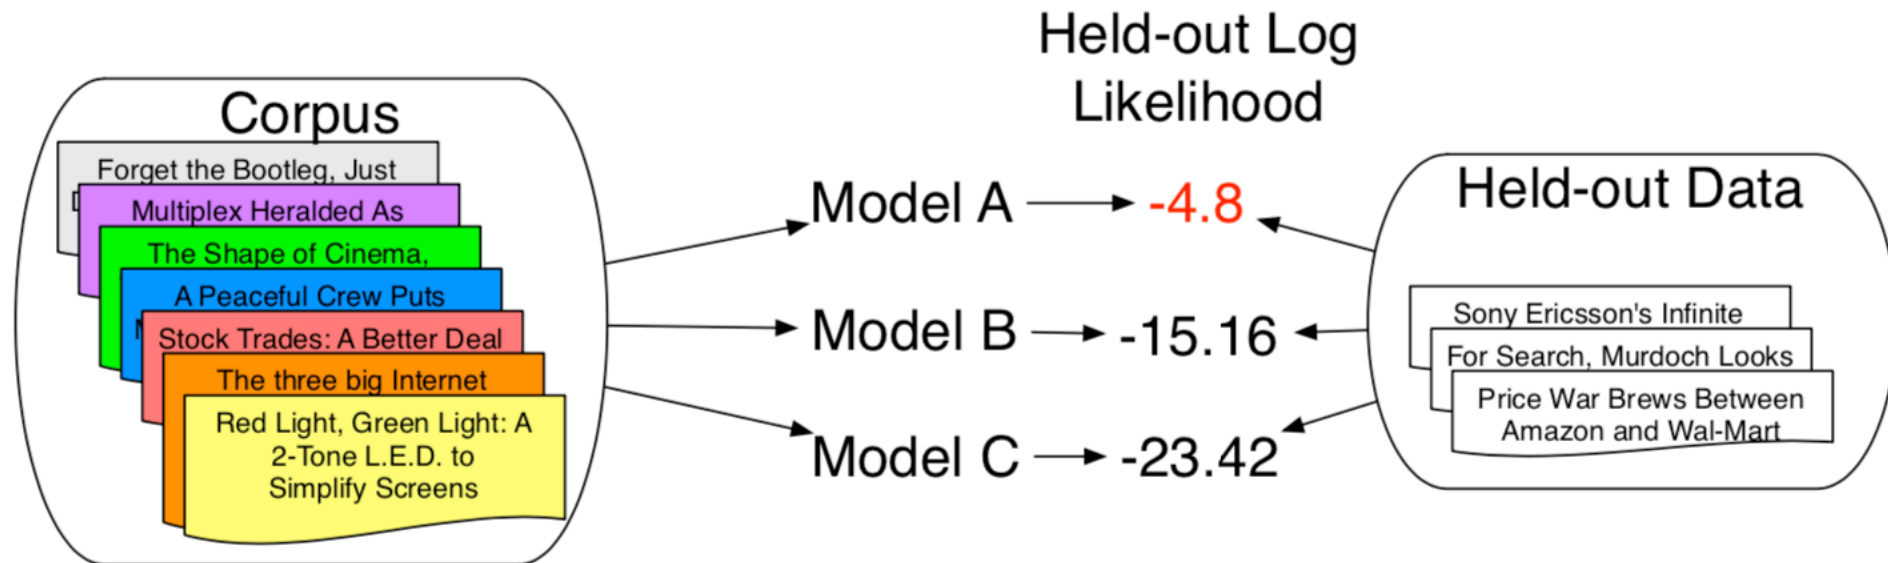 Held-out Log
Likelihood
Corpus
Forget the Bootleg, Just
Multiplex Heralded As
The Shape of Cinema,
A Peaceful Crew Puts
Stock Trades: A Better Deal
The three big Internet
Red Light, Green Light: A
2-Tone L.E.D. to
Simplify Screens
Model A
-4.8
Model B
-15.16
Model C
-23.42
Held-out Data
Sony Ericsson's Infinite
For Search, Murdoch Looks
Price War Brews Between
Amazon and Wal-Mart